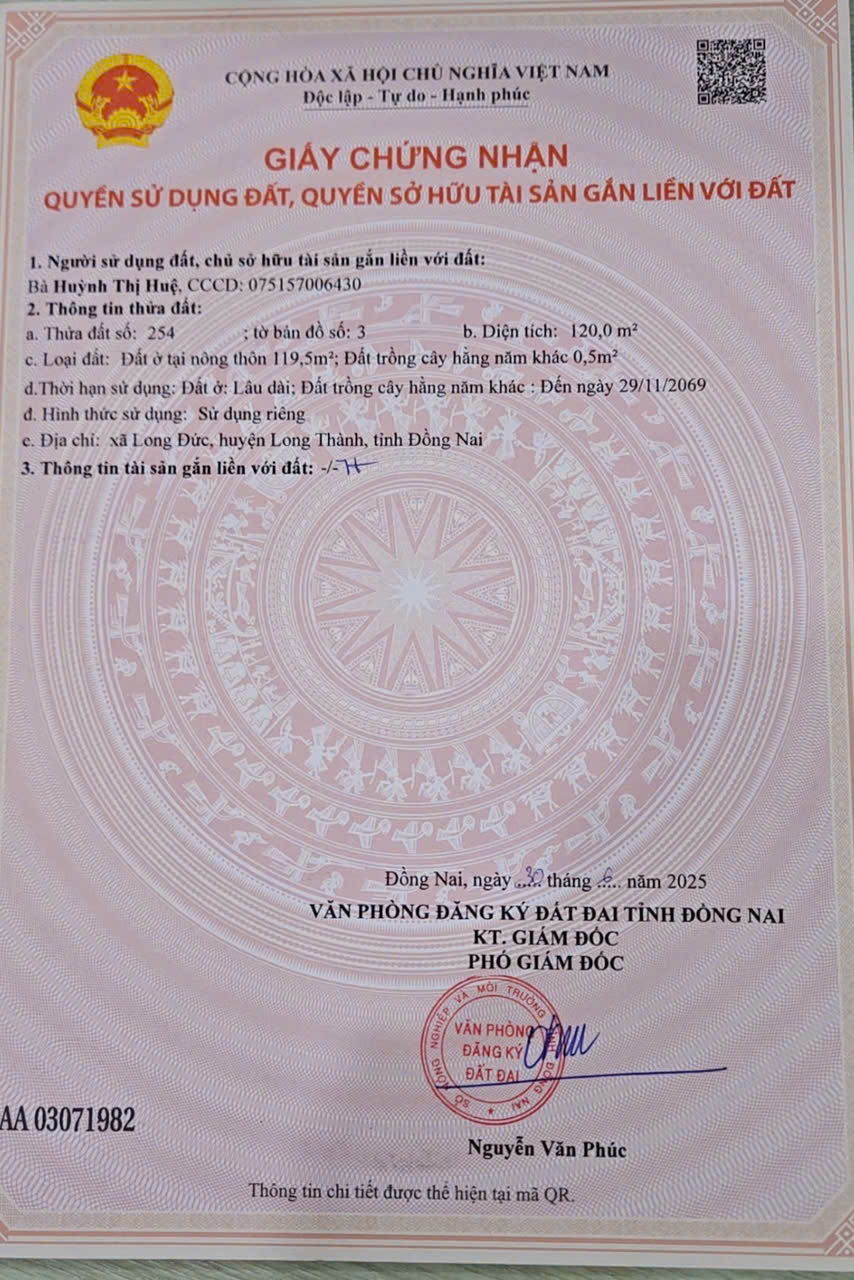 CỘNG HÒA XÃ HỘI CHỦ NGHĨA VIỆT NAM
Độc lập - Tự do - Hạnh phúc
GIẤY CHỨNG NHẬN
QUYỀN SỬ DỤNG ĐẤT, QUYỀN SỞ HỮU TÀI SẢN GẮN LIỀN VỚI ĐẤT
1. Người sử dụng đất, chủ sở hữu tài sản gắn liền với đất:
Bà Huỳnh Thị Huệ, CCCD: 075157006430
2. Thông tin thửa đất:
a. Thửa đất số: 254 ; tờ bản đồ số: 3 b. Diện tích: 120,0 m²
c. Loại đất: Đất ở tại nông thôn 119,5m²; Đất trồng cây hằng năm khác 0,5m²
d.Thời hạn sử dụng: Đất ở: Lâu dài; Đất trồng cây hằng năm khác : Đến ngày 29/11/2069
đ. Hình thức sử dụng: Sử dụng riêng
e. Địa chỉ: xã Long Đức, huyện Long Thành, tỉnh Đồng Nai
3. Thông tin tài sản gắn liền với đất: -/-
Đồng Nai, ngày 30 tháng 6 năm 2025
VĂN PHÒNG ĐĂNG KÝ ĐẤT ĐAI TỈNH ĐỒNG NAI
KT. GIÁM ĐỐC
PHÓ GIÁM ĐỐC
SỞ NÔNG NGHIỆP VÀ MÔI TRƯỜNG TỈNH ĐỒNG NAI
VĂN PHÒNG
ĐĂNG KÝ
ĐẤT ĐAI
AA 03071982
Nguyễn Văn Phúc
Thông tin chi tiết được thể hiện tại mã QR.